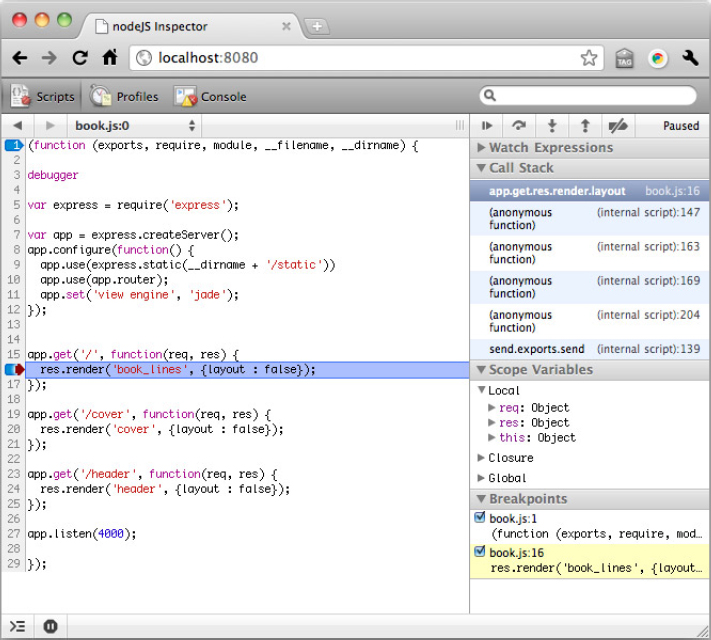 nodeJS Inspector
localhost:8080
TAG
Scripts
Profiles
Console
book.js:0
Paused
1 (function (exports, require, module, __filename, __dirname) {
2
3 debugger
4
5 var express = require('express');
6
7 var app = express.createServer();
8 app.configure(function() {
9 app.use(express.static(__dirname + '/static'))
10 app.use(app.router);
11 app.set('view engine', 'jade');
12 });
13
14
15 app.get('/', function(req, res) {
res.render('book_lines', {layout : false});
17 });
18
19 app.get('/cover', function(req, res) {
20 res.render('cover', {layout : false});
21 });
22
23 app.get('/header', function(req, res) {
24 res.render('header', {layout : false});
25 });
26
27 app.listen(4000);
28
29 });
Watch Expressions
Call Stack
app.get.res.render.layout book.js:16
(anonymous (internal script):147
function)
(anonymous (internal script):163
function)
(anonymous (internal script):169
function)
(anonymous (internal script):204
function)
send.exports.send (internal script):139
Scope Variables
Local
req: Object
res: Object
this: Object
Closure
Global
Breakpoints
book.js:1
(function (exports, require, mod…
book.js:16
res.render('book_lines', {layout…